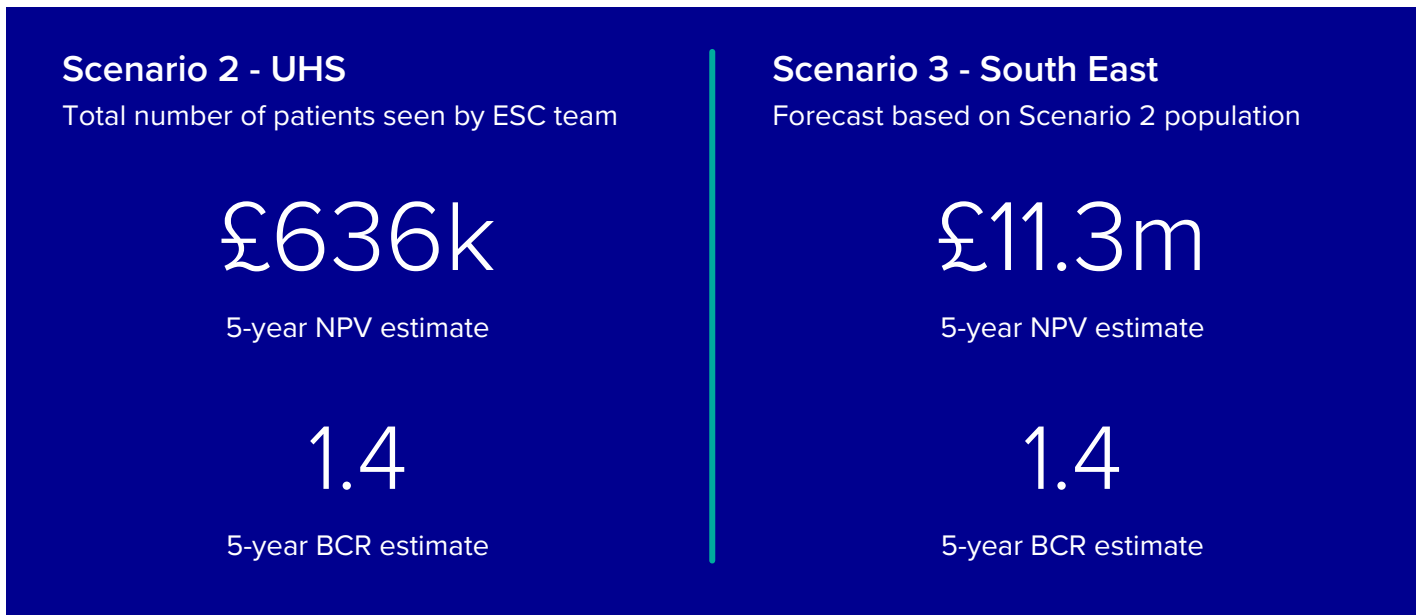 Scenario 2 - UHS
Total number of patients seen by ESC team
£636k
5-year NPV estimate
1.4
5-year BCR estimate
Scenario 3 - South East
Forecast based on Scenario 2 population
£11.3m
5-year NPV estimate
1.4
5-year BCR estimate